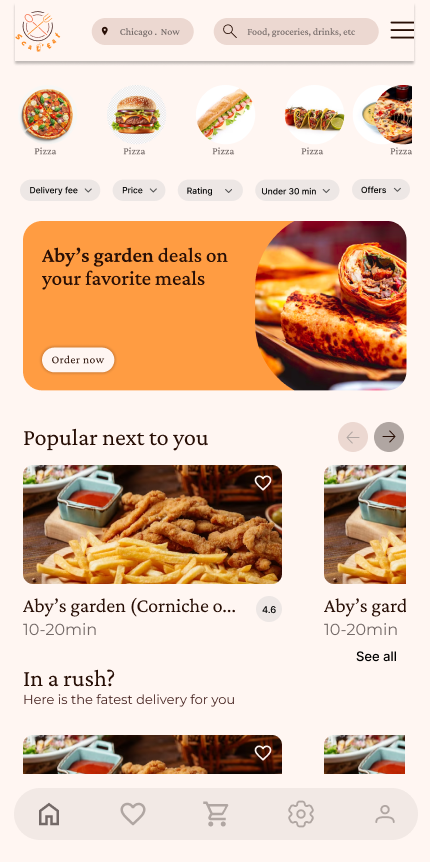 Chicago . Now
Food, groceries, drinks, etc
Pizza
Pizza
Pizza
Pizza
Pizza
Delivery fee
Price
Rating
Under 30 min
Offers
Aby's garden deals on
your favorite meals
Order now
Popular next to you
Aby's garden (Corniche o...
4.6
10-20min
Aby's gard
10-20min
See all
In a rush?
Here is the fatest delivery for you